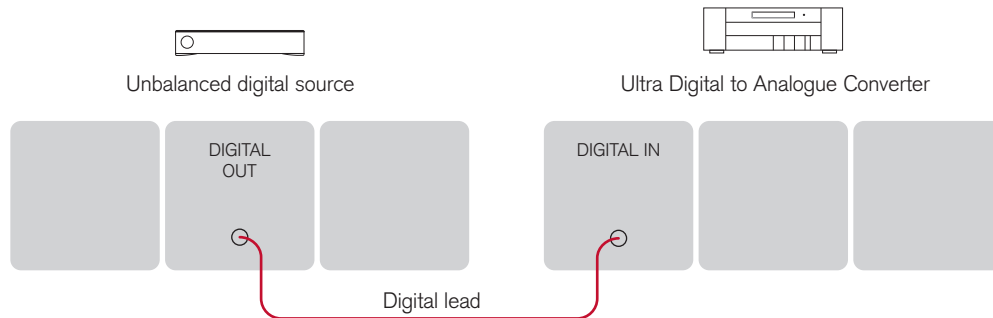 Unbalanced digital source
Ultra Digital to Analogue Converter
DIGITAL
OUT
DIGITAL IN
Digital lead